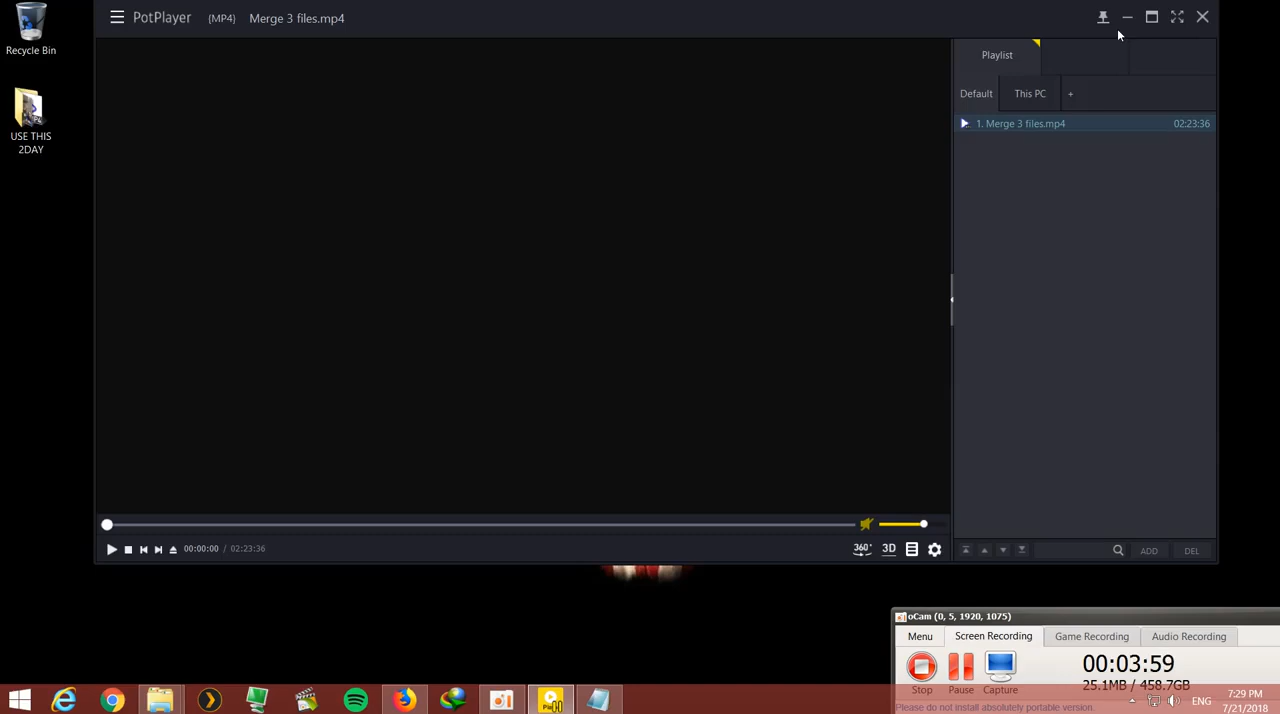 Recycle Bin
USE THIS
2DAY
PotPlayer (MP4) Merge 3 files.mp4
Playlist
Default This PC +
1. Merge 3 files.mp4 02:23:36
00:00:00 / 02:23:36
360° 3D
ADD DEL
oCam (0, 5, 1920, 1075)
Menu Screen Recording Game Recording Audio Recording
00:03:59
25.1MB / 458.7GB
Stop Pause Capture
Please do not install absolutely portable version.
ENG
7:29 PM
7/21/2018